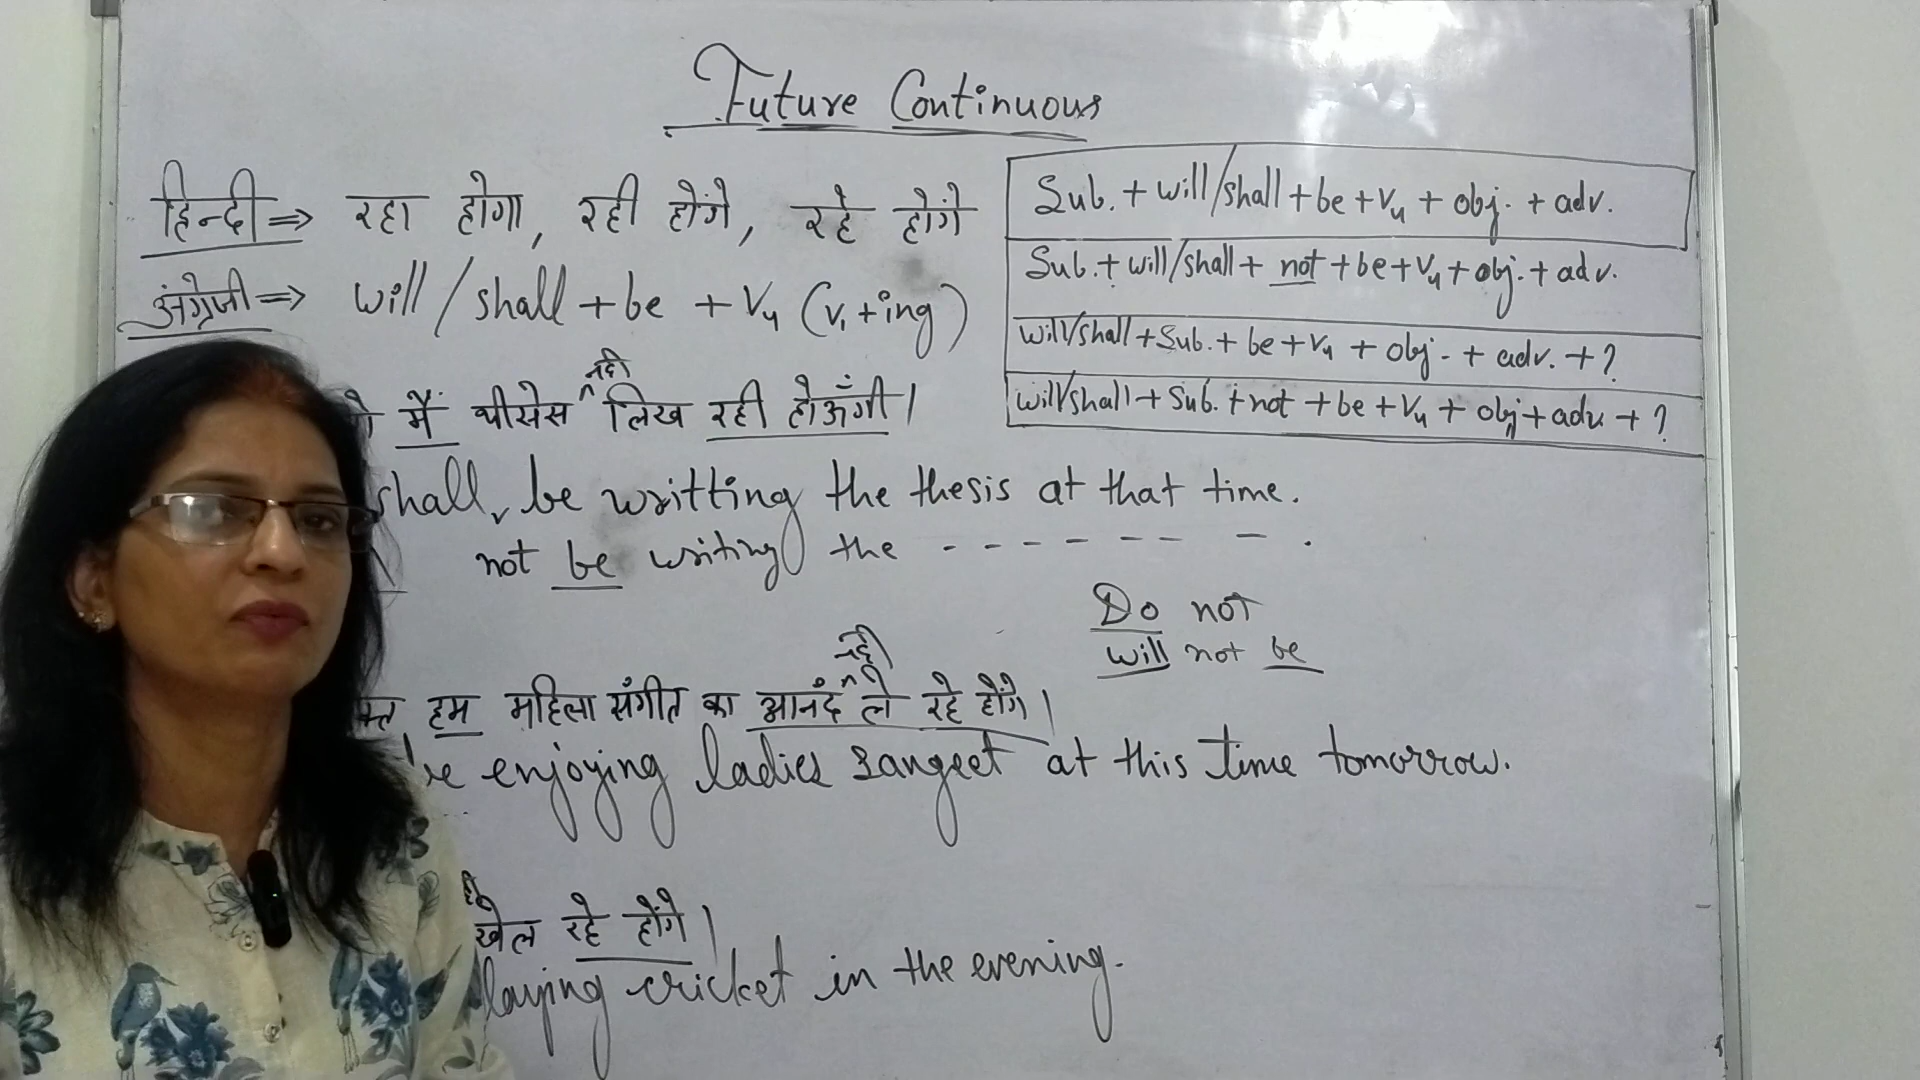 Future Continuous
हिन्दी ⇒ रहा होगा, रही होंगे, रहे होंगे
अंग्रेजी ⇒ will/shall + be + V4 (V1+ing)
Sub. + will/shall + be + V4 + obj. + adv.
Sub. + will/shall + not + be + V4 + obj. + adv.
will/shall + Sub. + be + V4 + obj. + adv. + ?
will/shall + Sub. + not + be + V4 + obj + adv + ?
नहीं
मैं थीसेस लिख रही होऊँगी।
shall be writting the thesis at that time.
not be writing the - - - - - - - .
Do not
will not be
नहीं
हम महिला संगीत का आनंद ले रहे होंगे।
be enjoying ladies sangeet at this time tomorrow.
खेल रहे होंगे।
laying cricket in the evening.